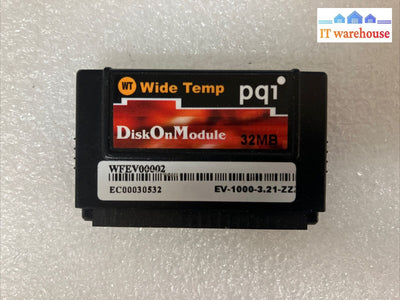 IT warehouse
WT Wide Temp pqi
DiskOnModule 32MB
WFEV00002
EC00030532 EV-1000-3.21-ZZ